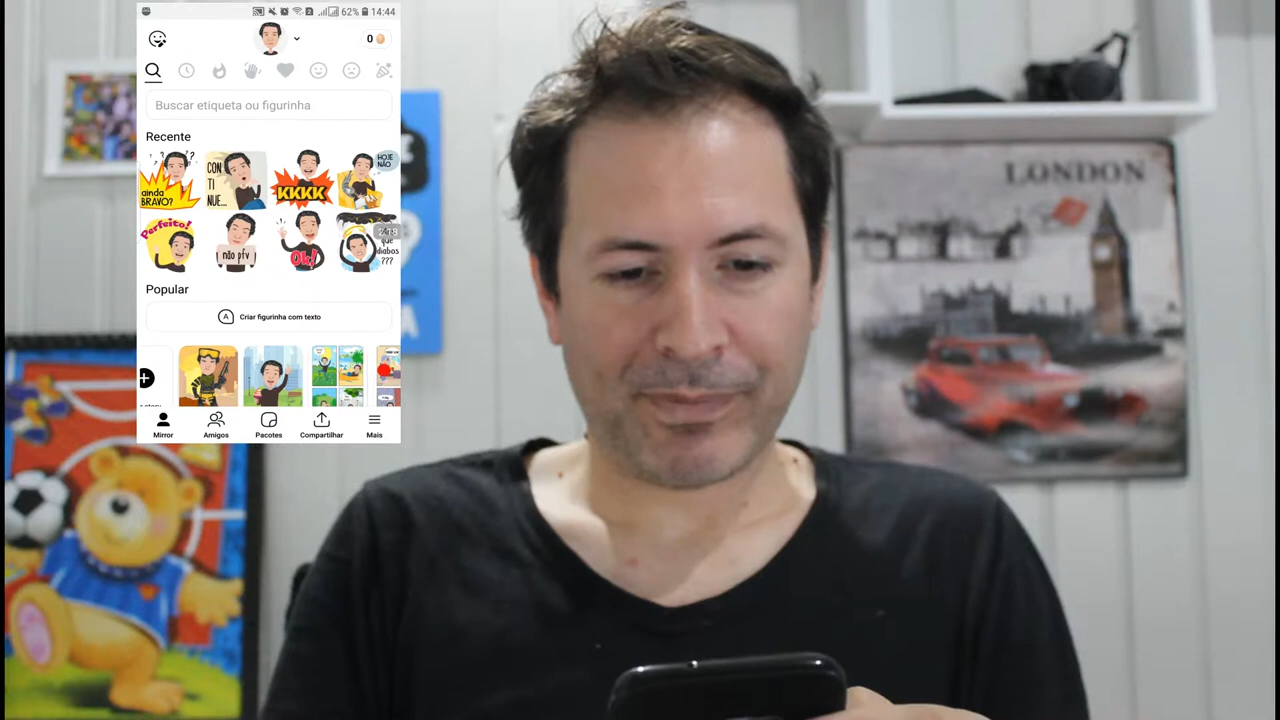 62% 14:44
0
Buscar etiqueta ou figurinha
Recente
ainda BRAVO?
CON
TI
NUE...
KKKK
HOJE NÃO
Perfeito!
não pfv
Ok!
que diabos ???
Popular
A Criar figurinha com texto
Mirror Amigos Pacotes Compartilhar Mais
LONDON